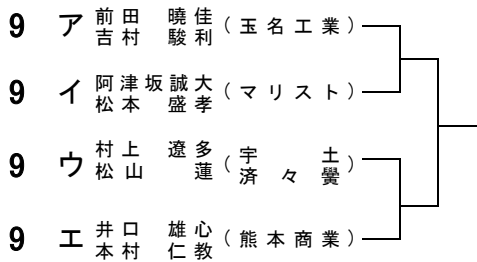 9 ア 前田 曉佳 (玉名工業)
吉村 駿利
9 イ 阿津坂誠大 (マリスト)
松本 盛孝
9 ウ 村上 遼多 (宇土
松山 蓮 済々黌)
9 エ 井口 雄心 (熊本商業)
本村 仁教